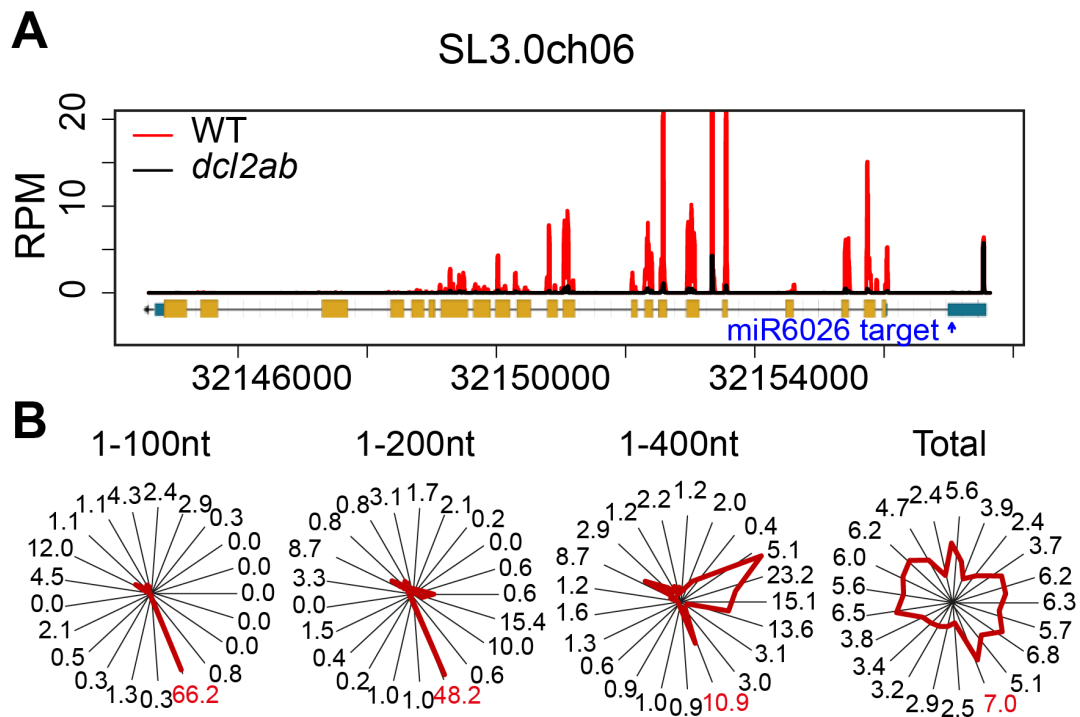 A
SL3.0ch06
RPM
20
10
0
WT
dcl2ab
miR6026 target
32146000 32150000 32154000
B
1-100nt 1-200nt 1-400nt Total
1.1 4.3 2.4 2.9 0.3 0.0 0.0 0.0 0.0 0.0 0.8 66.2 0.3 1.3 0.3 0.5 2.1 0.0 4.5 12.0 1.1
0.8 3.1 1.7 2.1 0.2 0.0 0.6 0.6 15.4 10.0 0.6 48.2 1.0 1.0 0.2 0.4 1.5 0.0 3.3 8.7 0.8
1.2 2.2 1.2 2.0 0.4 5.1 23.2 15.1 13.6 3.1 3.0 10.9 0.9 1.0 0.9 0.6 1.3 1.6 1.2 8.7 2.9
4.7 2.4 5.6 3.9 2.4 3.7 6.2 6.3 5.7 6.8 5.1 7.0 2.5 2.9 3.2 3.4 3.8 6.5 5.6 6.0 6.2